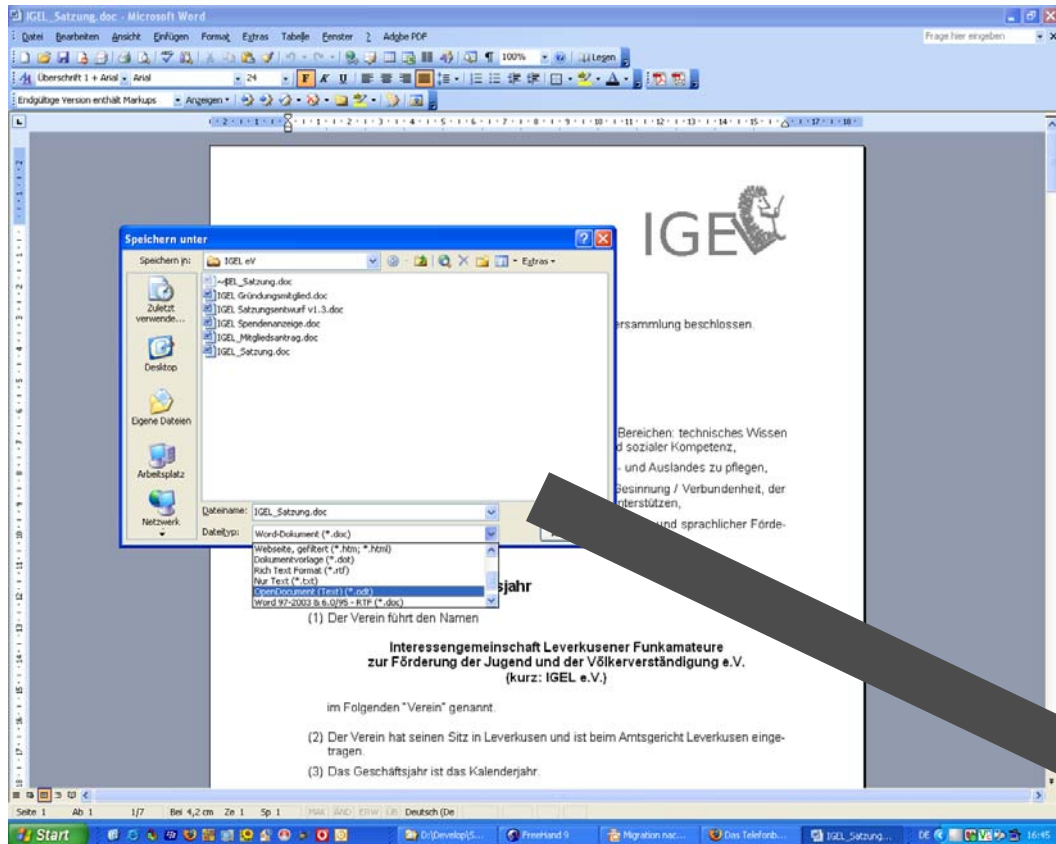 IGEL_Satzung.doc - Microsoft Word
Datei Bearbeiten Ansicht Einfügen Format Extras Tabelle Fenster ? Adobe PDF
Frage hier eingeben
100%
Lesen
Überschrift 1 + Arial
Arial
24
F K U
Endgültige Version enthält Markups
Anzeigen
IGEL
Speichern unter
Speichern in:
IGEL eV
Extras
Zuletzt
verwende...
Desktop
Eigene Dateien
Arbeitsplatz
Netzwerk
IGEL Gründungsmitglied.doc
IGEL Satzungsentwurf v1.3.doc
IGEL Spendenanzeige.doc
IGEL_Mitgliedsantrag.doc
IGEL_Satzung.doc
Dateiname: IGEL_Satzung.doc
Dateityp: Word-Dokument (*.doc)
Webseite, gefiltert (*.htm; *.html)
Dokumentvorlage (*.dot)
Rich Text Format (*.rtf)
Nur Text (*.txt)
OpenDocument (Text) (*.odt)
Word 97-2003 & 6.0/95 - RTF (*.doc)
ersammlung beschlossen.
Bereichen: technisches Wissen
d sozialer Kompetenz,
- und Auslandes zu pflegen,
Gesinnung / Verbundenheit, der
nterstützen,
und sprachlicher Förde-
sjahr
(1) Der Verein führt den Namen
Interessengemeinschaft Leverkusener Funkamateure
zur Förderung der Jugend und der Völkerverständigung e.V.
(kurz: IGEL e.V.)
im Folgenden "Verein" genannt.
(2) Der Verein hat seinen Sitz in Leverkusen und ist beim Amtsgericht Leverkusen einge-
tragen.
(3) Das Geschäftsjahr ist das Kalenderjahr.
Seite 1 Ab 1 1/7 Bei 4,2 cm Ze 1 Sp 1 MAK ÄND ERW ÜB Deutsch (De
Start
D:\Develop\S...
FreeHand 9
Migration nac...
Das Telefonb...
IGEL_Satzung...
DE
16:45